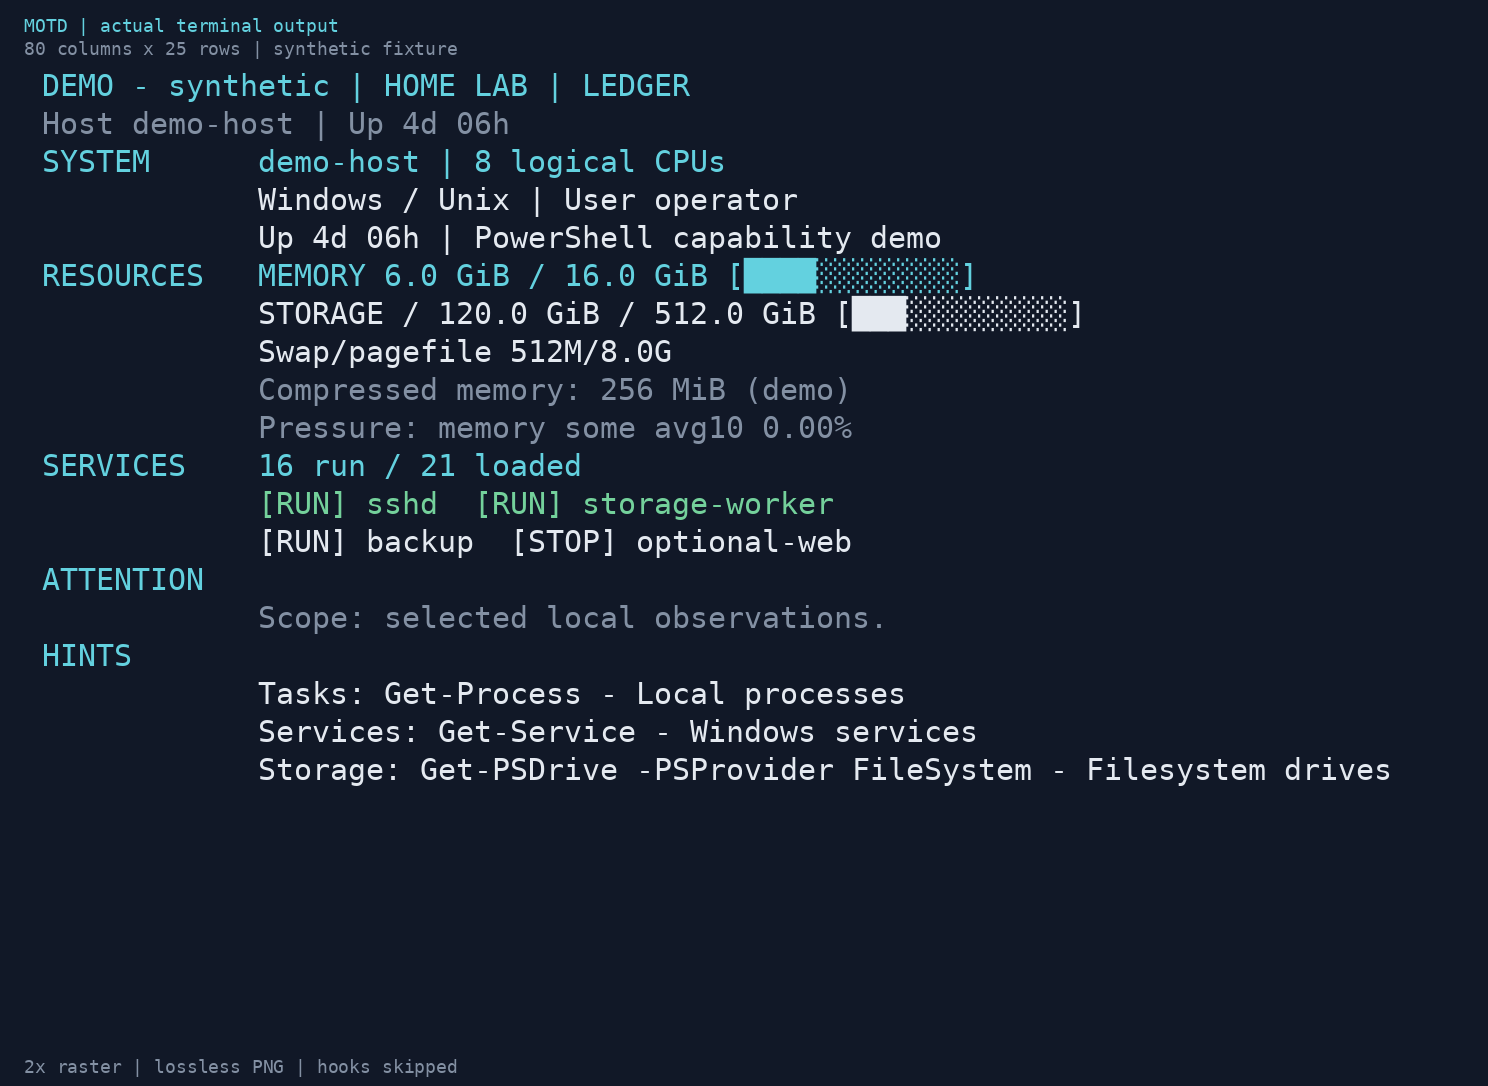 MOTD | actual terminal output
80 columns x 25 rows | synthetic fixture
DEMO - synthetic | HOME LAB | LEDGER
Host demo-host | Up 4d 06h
SYSTEM      demo-host | 8 logical CPUs
            Windows / Unix | User operator
            Up 4d 06h | PowerShell capability demo
RESOURCES   MEMORY 6.0 GiB / 16.0 GiB [████░░░░░░░░]
            STORAGE / 120.0 GiB / 512.0 GiB [███░░░░░░░░░]
            Swap/pagefile 512M/8.0G
            Compressed memory: 256 MiB (demo)
            Pressure: memory some avg10 0.00%
SERVICES    16 run / 21 loaded
            [RUN] sshd  [RUN] storage-worker
            [RUN] backup  [STOP] optional-web
ATTENTION
            Scope: selected local observations.
HINTS
            Tasks: Get-Process - Local processes
            Services: Get-Service - Windows services
            Storage: Get-PSDrive -PSProvider FileSystem - Filesystem drives
2x raster | lossless PNG | hooks skipped